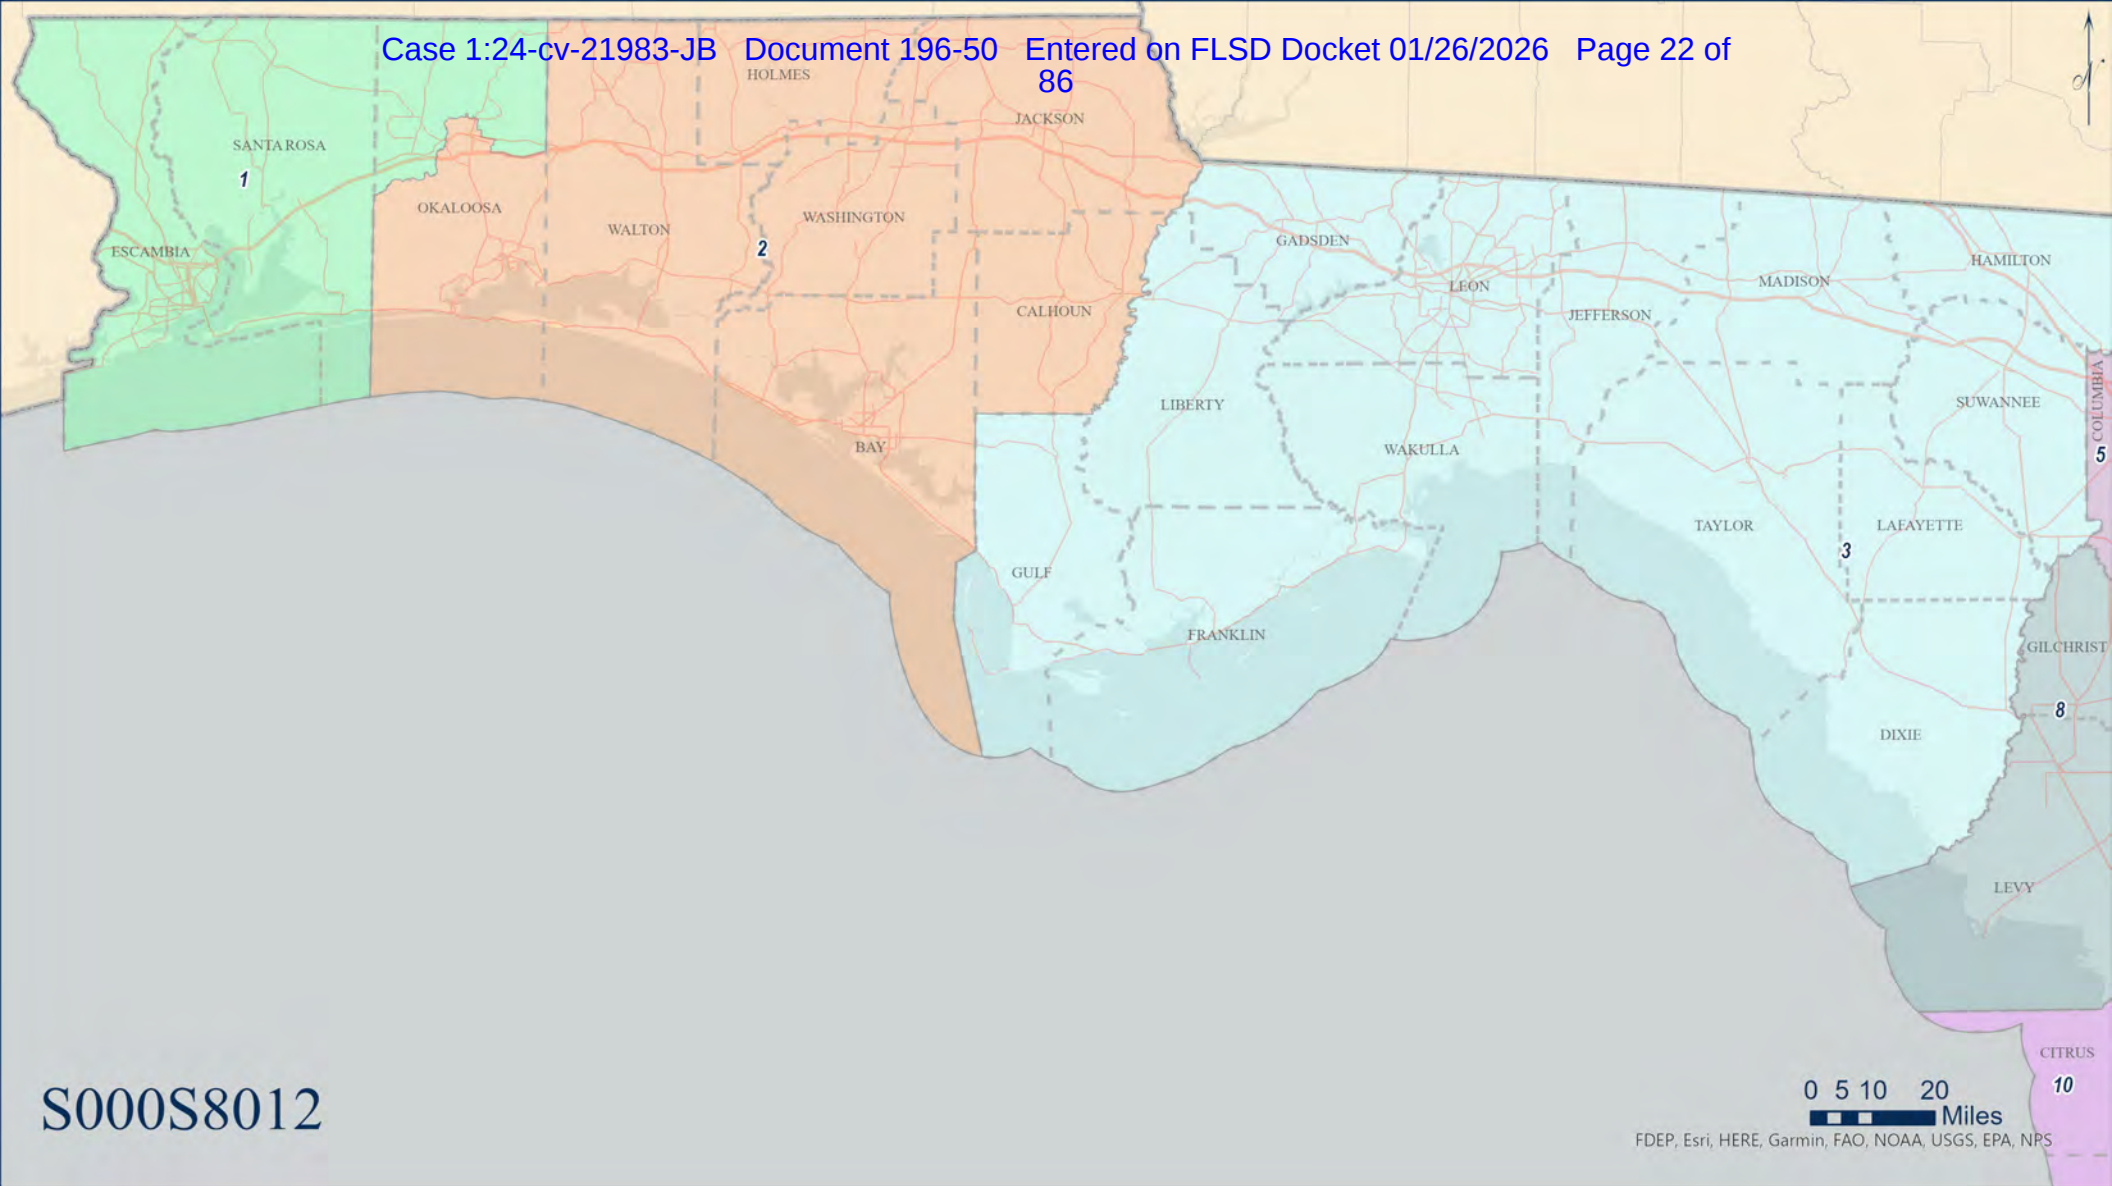 Case 1:24-cv-21983-JB Document 196-50 Entered on FLSD Docket 01/26/2026 Page 22 of
86
N
HOLMES
JACKSON
SANTA ROSA
1
OKALOOSA
WALTON
WASHINGTON
2
ESCAMBIA
GADSDEN
HAMILTON
LEON
MADISON
CALHOUN
JEFFERSON
COLUMBIA
LIBERTY
SUWANNEE
BAY
WAKULLA
5
TAYLOR
LAFAYETTE
3
GULF
FRANKLIN
GILCHRIST
8
DIXIE
LEVY
CITRUS
10
S000S8012
0 5 10 20
Miles
FDEP, Esri, HERE, Garmin, FAO, NOAA, USGS, EPA, NPS